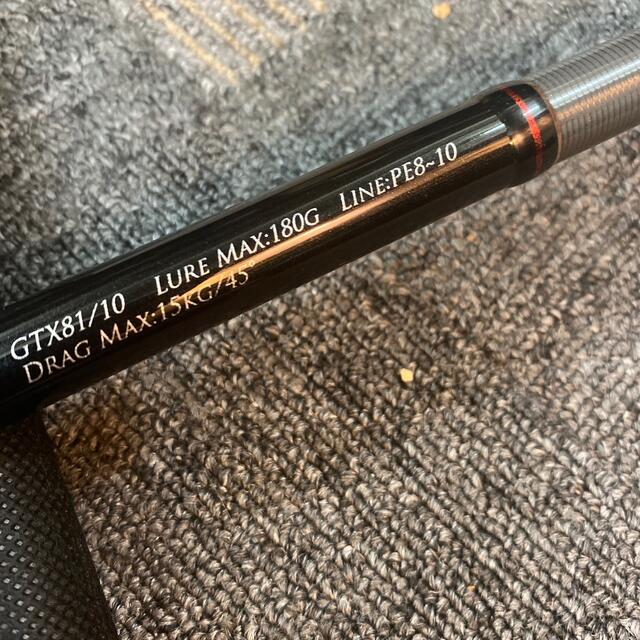 GTX81/10 LURE MAX:180G LINE:PE8~10
DRAG MAX:15KG/45°